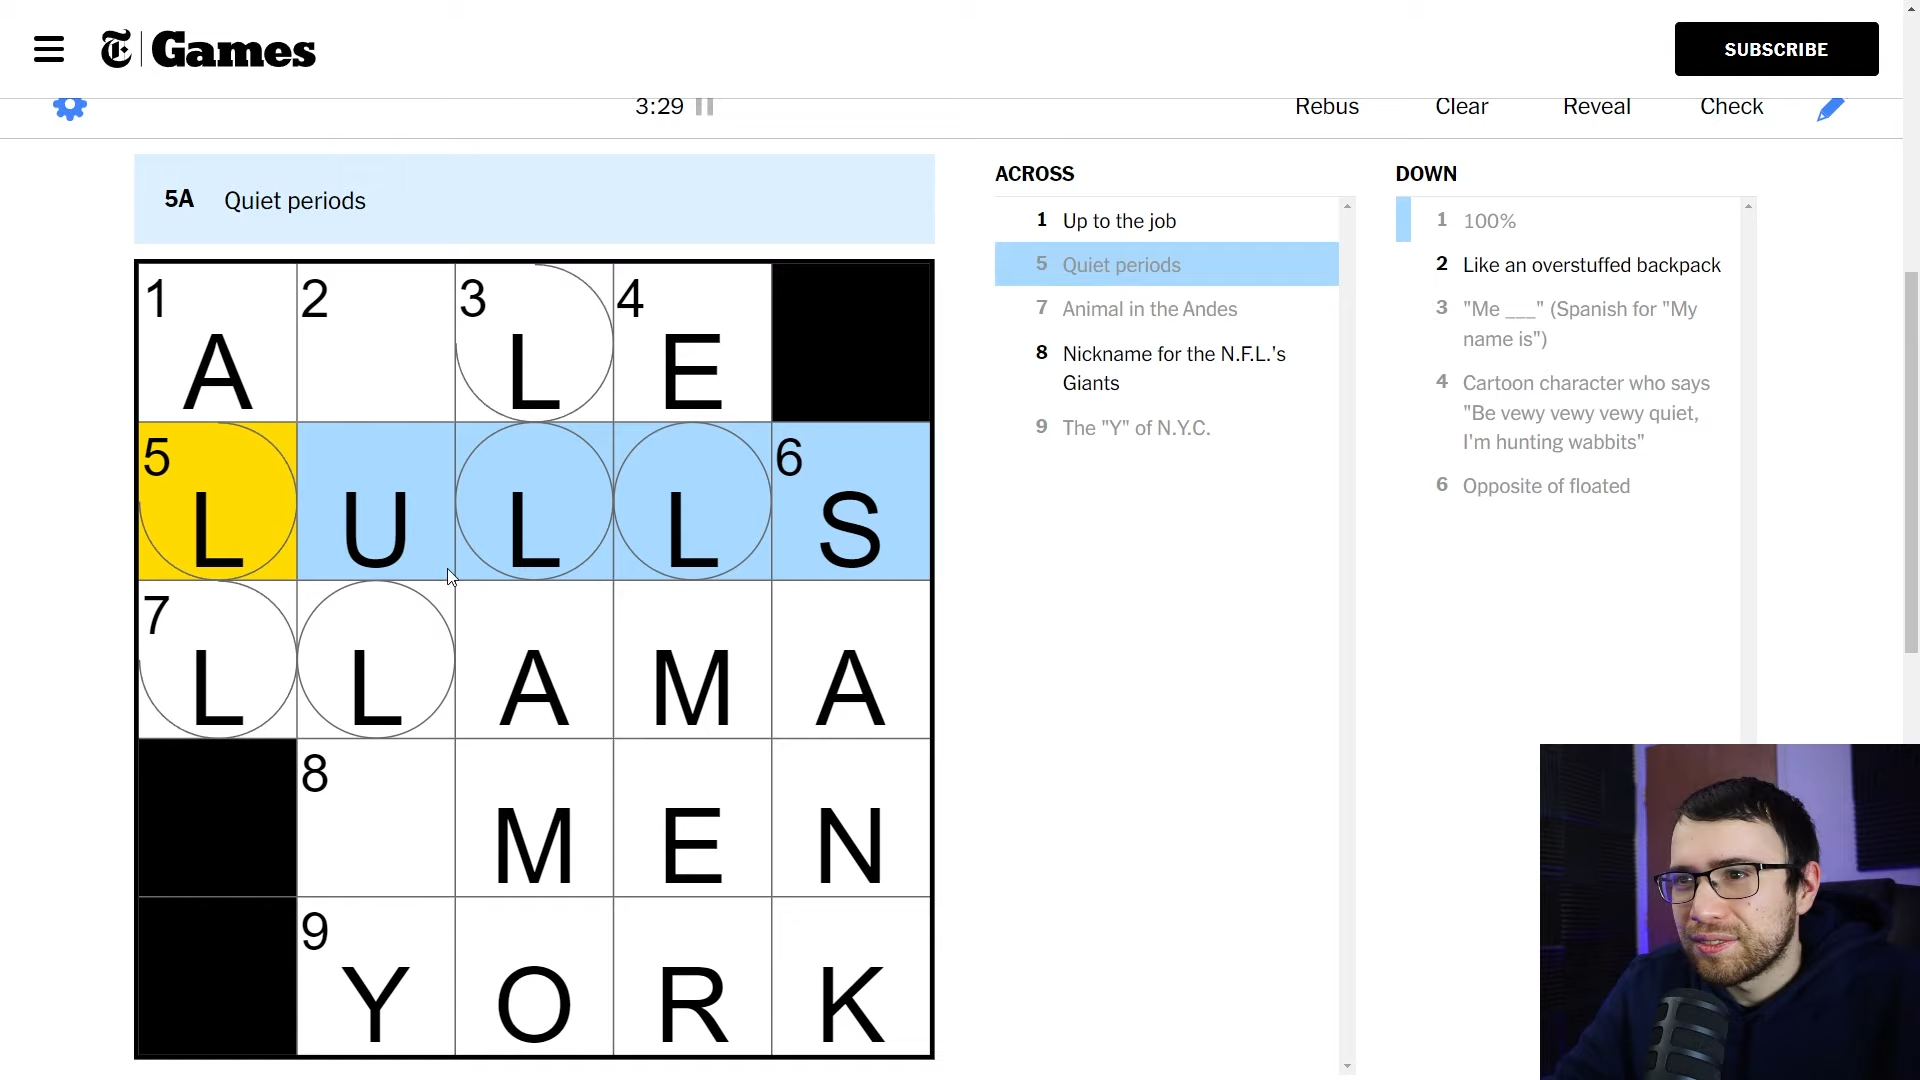 T Games
SUBSCRIBE
3:29
Rebus
Clear
Reveal
Check
5A Quiet periods
1 A 2 3 L 4 E
5 L U L L 6 S
7 L L A M A
8 M E N
9 Y O R K
ACROSS
1 Up to the job
5 Quiet periods
7 Animal in the Andes
8 Nickname for the N.F.L.'s
Giants
9 The "Y" of N.Y.C.
DOWN
1 100%
2 Like an overstuffed backpack
3 "Me ___" (Spanish for "My
name is")
4 Cartoon character who says
"Be vewy vewy vewy quiet,
I'm hunting wabbits"
6 Opposite of floated